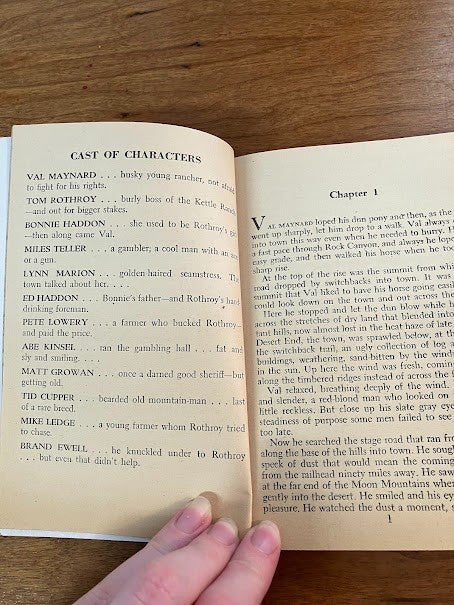 CAST OF CHARACTERS
VAL MAYNARD . . . husky young rancher, not afraid
to fight for his rights.
TOM ROTHROY . . . burly boss of the Kettle Ranch
—and out for bigger stakes.
BONNIE HADDON . . . she used to be Rothroy's girl
—then along came Val.
MILES TELLER . . . a gambler; a cool man with an ace
or a gun.
LYNN MARION . . . golden-haired seamstress. The
town talked about her. . . .
ED HADDON . . . Bonnie's father—and Rothroy's hard-
drinking foreman.
PETE LOWERY . . . a farmer who bucked Rothroy—
and paid the price.
ABE KINSEL . . . ran the gambling hall . . . fat and
sly and smiling. . . .
MATT GROWAN . . . once a darned good sheriff—but
getting old.
TID CUPPER . . . bearded old mountain-man . . . last
of a rare breed.
MIKE LEDGE . . . a young farmer whom Rothroy tried
to chase.
BRAND EWELL . . . he knuckled under to Rothroy
. . . but even that didn't help.
Chapter 1
VAL MAYNARD loped his dun pony and then, as the
went up sharply, let him drop to a walk. Val always
into town this way even when he needed to hurry. H
a fast pace through Rock Canyon, and always he lope
easy grade, and then walked his horse when he too
sharp rise.
At the top of the rise was the summit from whi
road dropped by switchbacks into town. It was
summit that Val liked to have his horse going easil
could look down on the town and out across the
Here he stopped and let the dun blow while h
across the stretches of dry land that blended into
tant hills, now almost lost in the heat haze of late
Desert End, the town, was sprawled below, at th
the switchback trail, an ugly collection of log a
buildings, weathering, sand-bitten by the winds
in the sun. Up here the wind was fresh, coming
along the timbered ridges instead of across the f
Val relaxed, breathing deeply of the wind.
and slender, a red-blond man who looked on
little reckless. But close up his slate gray eye
steadiness of purpose some men failed to see
too late.
Now he searched the stage road that ran fro
along the base of the hills into town. He sough
speck of dust that would mean the coming
from the railhead ninety miles away. He saw
at the far end of the Moon Mountains where
gently into the desert. He smiled and his eye
pleasure. He watched the dust a moment, s
1